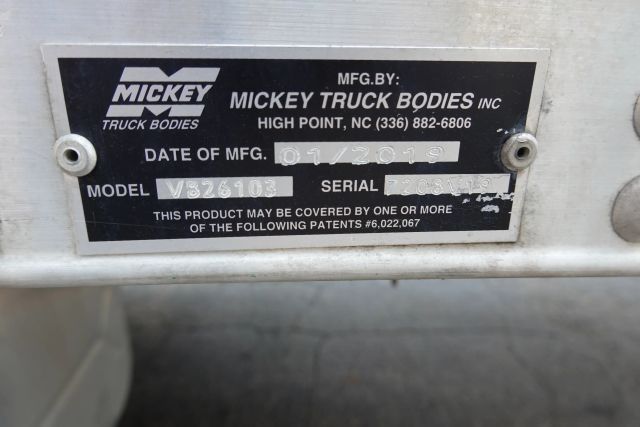 MICKEY
TRUCK BODIES
MFG.BY:
MICKEY TRUCK BODIES INC
HIGH POINT, NC (336) 882-6806
DATE OF MFG. 01/2019
MODEL V826103 SERIAL
THIS PRODUCT MAY BE COVERED BY ONE OR MORE
OF THE FOLLOWING PATENTS #6,022,067